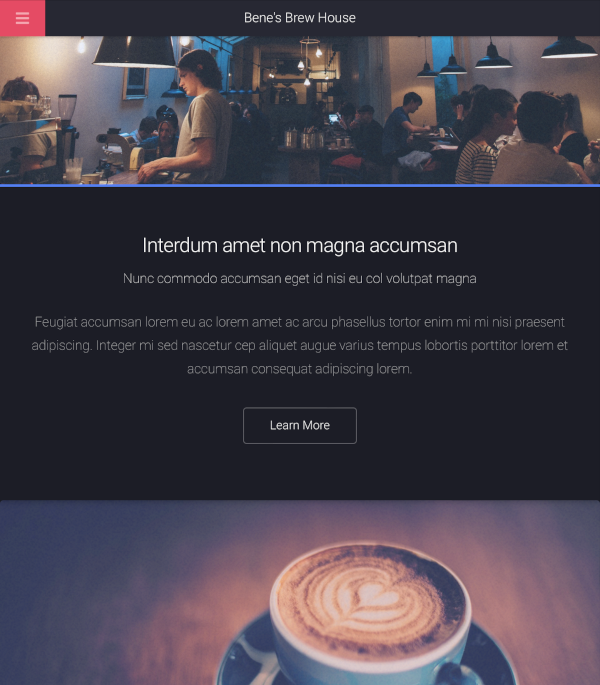 Bene's Brew House
Interdum amet non magna accumsan
Nunc commodo accumsan eget id nisi eu col volutpat magna
Feugiat accumsan lorem eu ac lorem amet ac arcu phasellus tortor enim mi mi nisi praesent
adipiscing. Integer mi sed nascetur cep aliquet augue varius tempus lobortis porttitor lorem et
accumsan consequat adipiscing lorem.
Learn More